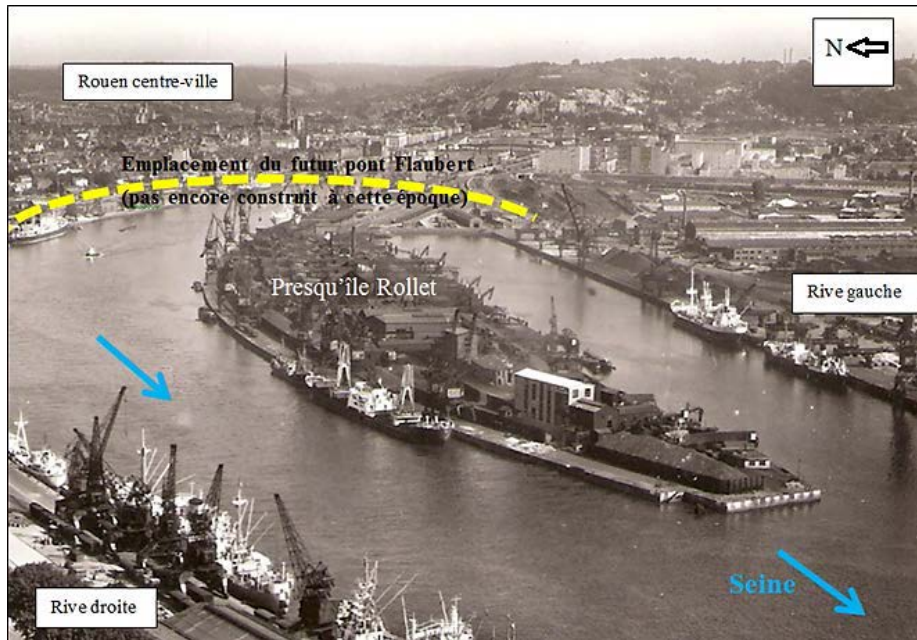 Rouen centre-ville
N
Emplacement du futur pont Flaubert
(pas encore construit à cette époque)
Presqu’île Rollet
Rive gauche
Seine
Rive droite